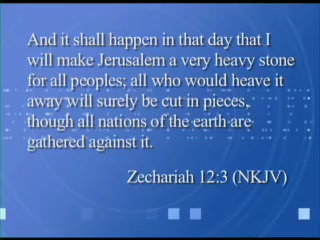 And it shall happen in that day that I
will make Jerusalem a very heavy stone
for all peoples; all who would heave it
away will surely be cut in pieces,
though all nations of the earth are
gathered against it.
Zechariah 12:3 (NKJV)